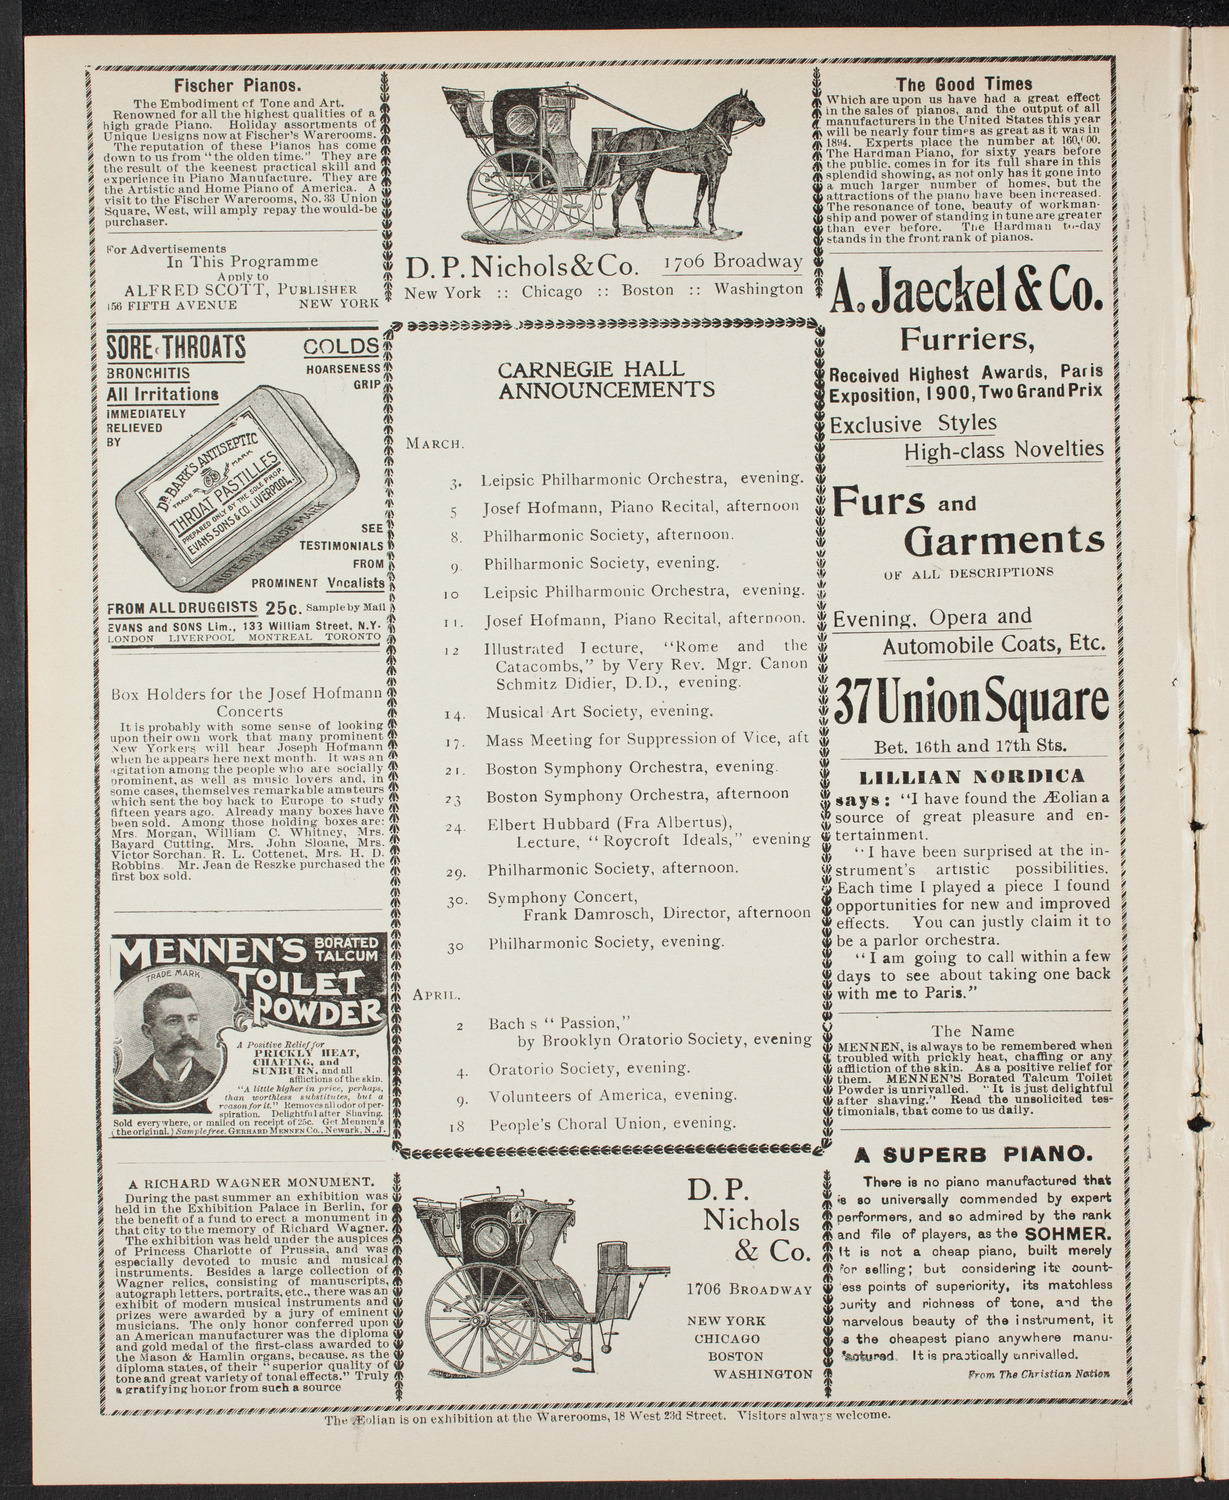 Fischer Pianos.
The Embodiment of Tone and Art.
Renowned for all the highest qualities of a
high grade Piano. Holiday assortments of
Unique Designs now at Fischer's Warerooms.
The reputation of these Pianos has come
down to us from "the olden time." They are
the result of the keenest practical skill and
experience in Piano Manufacture. They are
the Artistic and Home Piano of America. A
visit to the Fischer Warerooms, No. 33 Union
Square, West, will amply repay the would-be
purchaser.
For Advertisements
In This Programme
Apply to
ALFRED SCOTT, PUBLISHER
156 FIFTH AVENUE NEW YORK
SORE THROATS COLDS
BRONCHITIS HOARSENESS
All Irritations GRIP
IMMEDIATELY
RELIEVED
BY
DR. BARK'S ANTISEPTIC
TRADE MARK
THROAT PASTILLES
PREPARED ONLY BY THE SOLE PROP.
EVANS SONS & CO. LIVERPOOL.
NOTE THE TRADE MARK
SEE
TESTIMONIALS
FROM
PROMINENT Vocalists
FROM ALL DRUGGISTS 25c. Sample by Mail
EVANS and SONS Lim., 133 William Street, N.Y.
LONDON LIVERPOOL MONTREAL TORONTO
Box Holders for the Josef Hofmann
Concerts
It is probably with some sense of looking
upon their own work that many prominent
New Yorkers will hear Joseph Hofmann
when he appears here next month. It was an
agitation among the people who are socially
prominent, as well as music lovers and, in
some cases, themselves remarkable amateurs
which sent the boy back to Europe to study
fifteen years ago. Already many boxes have
been sold. Among those holding boxes are:
Mrs. Morgan, William C. Whitney, Mrs.
Bayard Cutting, Mrs. John Sloane, Mrs.
Victor Sorchan. R. L. Cottenet, Mrs. H. D.
Robbins. Mr. Jean de Reszke purchased the
first box sold.
MENNEN'S BORATED
TALCUM
TOILET
POWDER
TRADE MARK
A Positive Relief for
PRICKLY HEAT,
CHAFING, and
SUNBURN, and all
afflictions of the skin.
"A little higher in price, perhaps,
than worthless substitutes, but a
reason for it." Removes all odor of per-
spiration. Delightful after Shaving.
Sold everywhere, or mailed on receipt of 25c. Get Mennen's
(the original.) Sample free. GERHARD MENNEN CO., Newark, N. J.
A RICHARD WAGNER MONUMENT.
During the past summer an exhibition was
held in the Exhibition Palace in Berlin, for
the benefit of a fund to erect a monument in
that city to the memory of Richard Wagner.
The exhibition was held under the auspices
of Princess Charlotte of Prussia, and was
especially devoted to music and musical
instruments. Besides a large collection of
Wagner relics, consisting of manuscripts,
autograph letters, portraits, etc., there was an
exhibit of modern musical instruments and
prizes were awarded by a jury of eminent
musicians. The only honor conferred upon
an American manufacturer was the diploma
and gold medal of the first-class awarded to
the Mason & Hamlin organs, because, as the
diploma states, of their "superior quality of
tone and great variety of tonal effects." Truly
a gratifying honor from such a source
D. P. Nichols & Co. 1706 Broadway
New York :: Chicago :: Boston :: Washington
CARNEGIE HALL
ANNOUNCEMENTS
MARCH.
3. Leipsic Philharmonic Orchestra, evening.
5 Josef Hofmann, Piano Recital, afternoon
8. Philharmonic Society, afternoon.
9. Philharmonic Society, evening.
10 Leipsic Philharmonic Orchestra, evening.
11. Josef Hofmann, Piano Recital, afternoon.
12 Illustrated Lecture, "Rome and the
Catacombs," by Very Rev. Mgr. Canon
Schmitz Didier, D.D., evening.
14. Musical Art Society, evening.
17. Mass Meeting for Suppression of Vice, aft
21. Boston Symphony Orchestra, evening.
23 Boston Symphony Orchestra, afternoon
24. Elbert Hubbard (Fra Albertus),
Lecture, "Roycroft Ideals," evening
29. Philharmonic Society, afternoon.
30. Symphony Concert,
Frank Damrosch, Director, afternoon
30 Philharmonic Society, evening.
APRIL.
2 Bach s "Passion,"
by Brooklyn Oratorio Society, evening
4. Oratorio Society, evening.
9. Volunteers of America, evening.
18 People's Choral Union, evening.
D. P.
Nichols
& Co.
1706 BROADWAY
NEW YORK
CHICAGO
BOSTON
WASHINGTON
The Good Times
Which are upon us have had a great effect
in the sales of pianos, and the output of all
manufacturers in the United States this year
will be nearly four times as great as it was in
1894. Experts place the number at 160,000.
The Hardman Piano, for sixty years before
the public, comes in for its full share in this
splendid showing, as not only has it gone into
a much larger number of homes, but the
attractions of the piano have been increased.
The resonance of tone, beauty of workman-
ship and power of standing in tune are greater
than ever before. The Hardman to-day
stands in the front rank of pianos.
A. Jaeckel & Co.
Furriers,
Received Highest Awards, Paris
Exposition, 1900, Two Grand Prix
Exclusive Styles
High-class Novelties
Furs and
Garments
OF ALL DESCRIPTIONS
Evening, Opera and
Automobile Coats, Etc.
37 Union Square
Bet. 16th and 17th Sts.
LILLIAN NORDICA
says: "I have found the Æolian a
source of great pleasure and en-
tertainment.
"I have been surprised at the in-
strument's artistic possibilities.
Each time I played a piece I found
opportunities for new and improved
effects. You can justly claim it to
be a parlor orchestra.
"I am going to call within a few
days to see about taking one back
with me to Paris."
The Name
MENNEN, is always to be remembered when
troubled with prickly heat, chaffing or any
affliction of the skin. As a positive relief for
them. MENNEN'S Borated Talcum Toilet
Powder is unrivalled. "It is just delightful
after shaving." Read the unsolicited tes-
timonials, that come to us daily.
A SUPERB PIANO.
There is no piano manufactured that
is so universally commended by expert
performers, and so admired by the rank
and file of players, as the SOHMER.
It is not a cheap piano, built merely
for selling; but considering its count-
less points of superiority, its matchless
purity and richness of tone, and the
marvelous beauty of the instrument, it
is the cheapest piano anywhere manu-
factured. It is practically unrivalled.
From The Christian Nation
The Æolian is on exhibition at the Warerooms, 18 West 23d Street. Visitors always welcome.